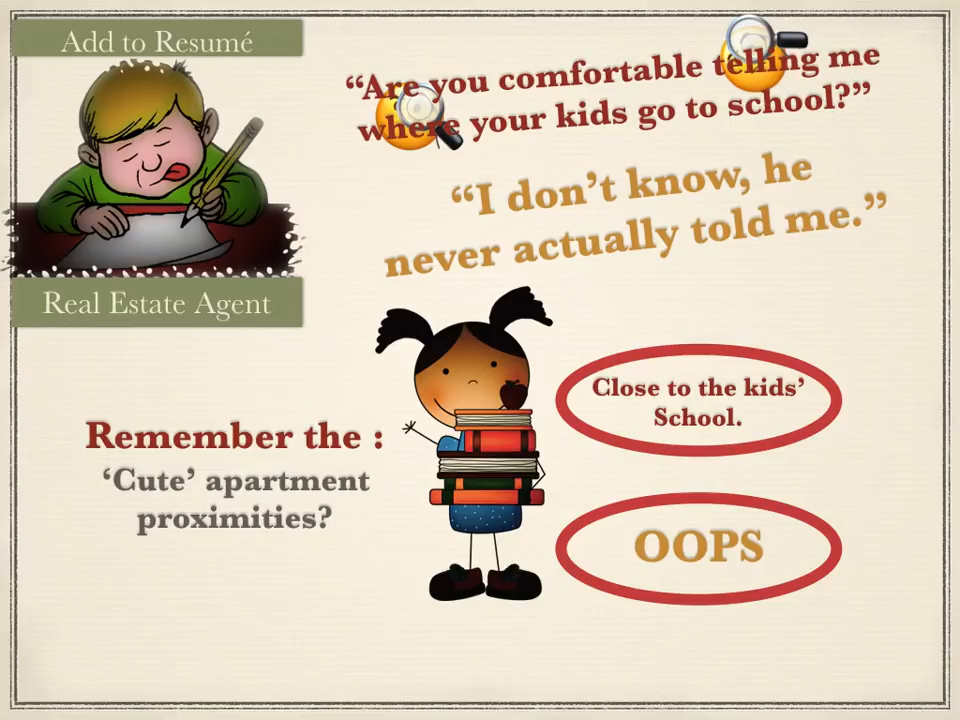 Add to Resumé
“Are you comfortable telling me
where your kids go to school?”
“I don’t know, he
never actually told me.”
Real Estate Agent
Remember the :
‘Cute’ apartment
proximities?
Close to the kids’
School.
OOPS